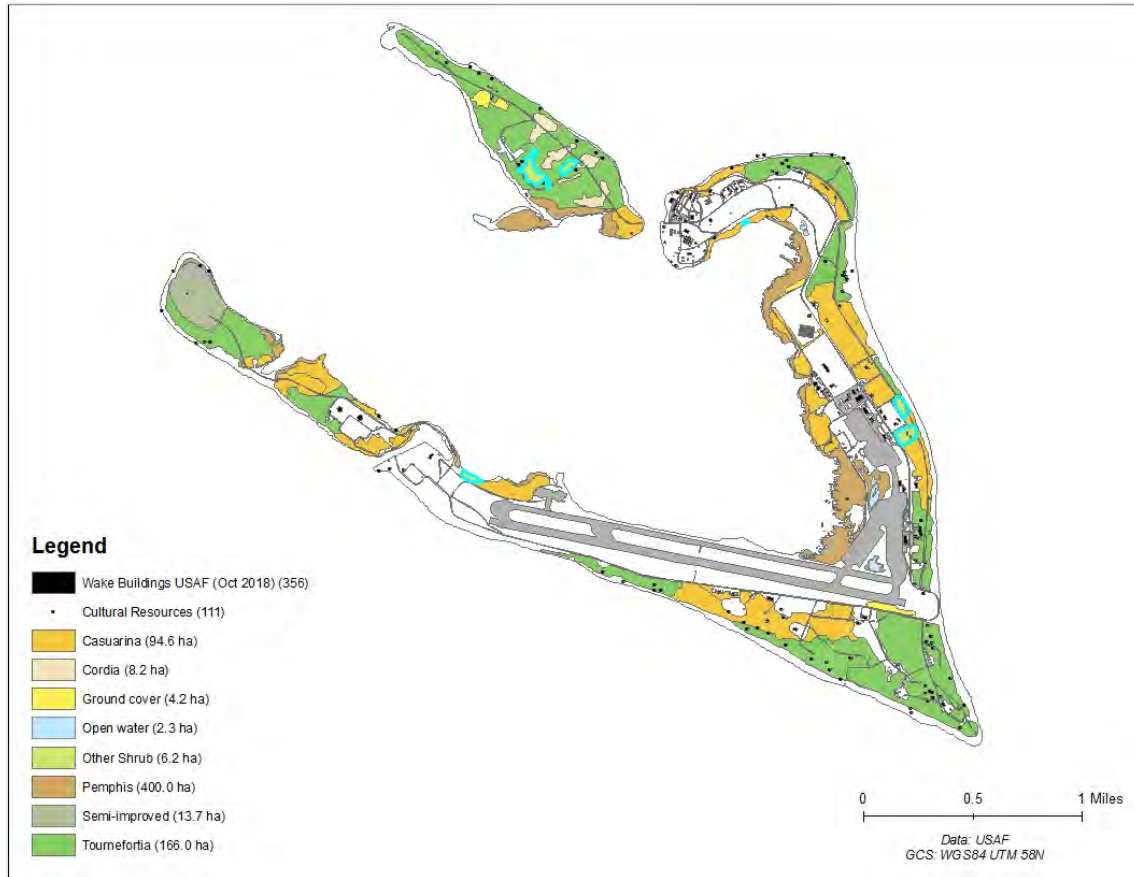 Legend
Wake Buildings USAF (Oct 2018) (356)
Cultural Resources (111)
Casuarina (94.6 ha)
Cordia (8.2 ha)
Ground cover (4.2 ha)
Open water (2.3 ha)
Other Shrub (6.2 ha)
Pemphis (400.0 ha)
Semi-improved (13.7 ha)
Tournefortia (166.0 ha)
0 0.5 1 Miles
Data: USAF
GCS: WGS84 UTM 58N